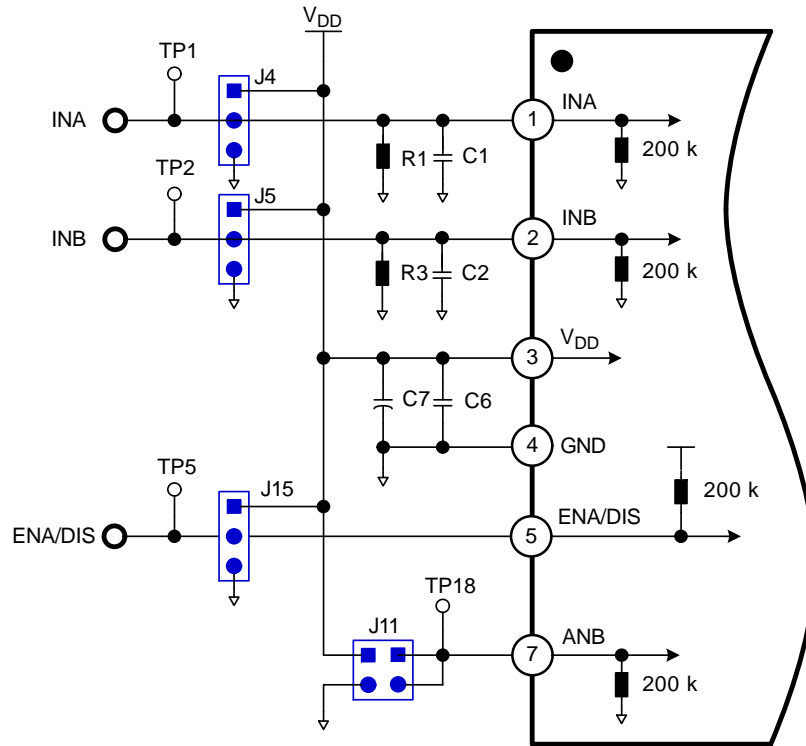 VDD
TP1
J4
INA
1
INA
R1
C1
200 k
TP2
J5
INB
2
INB
R3
C2
200 k
3
VDD
C7
C6
4
GND
TP5
J15
200 k
ENA/DIS
5
ENA/DIS
TP18
J11
7
ANB
200 k